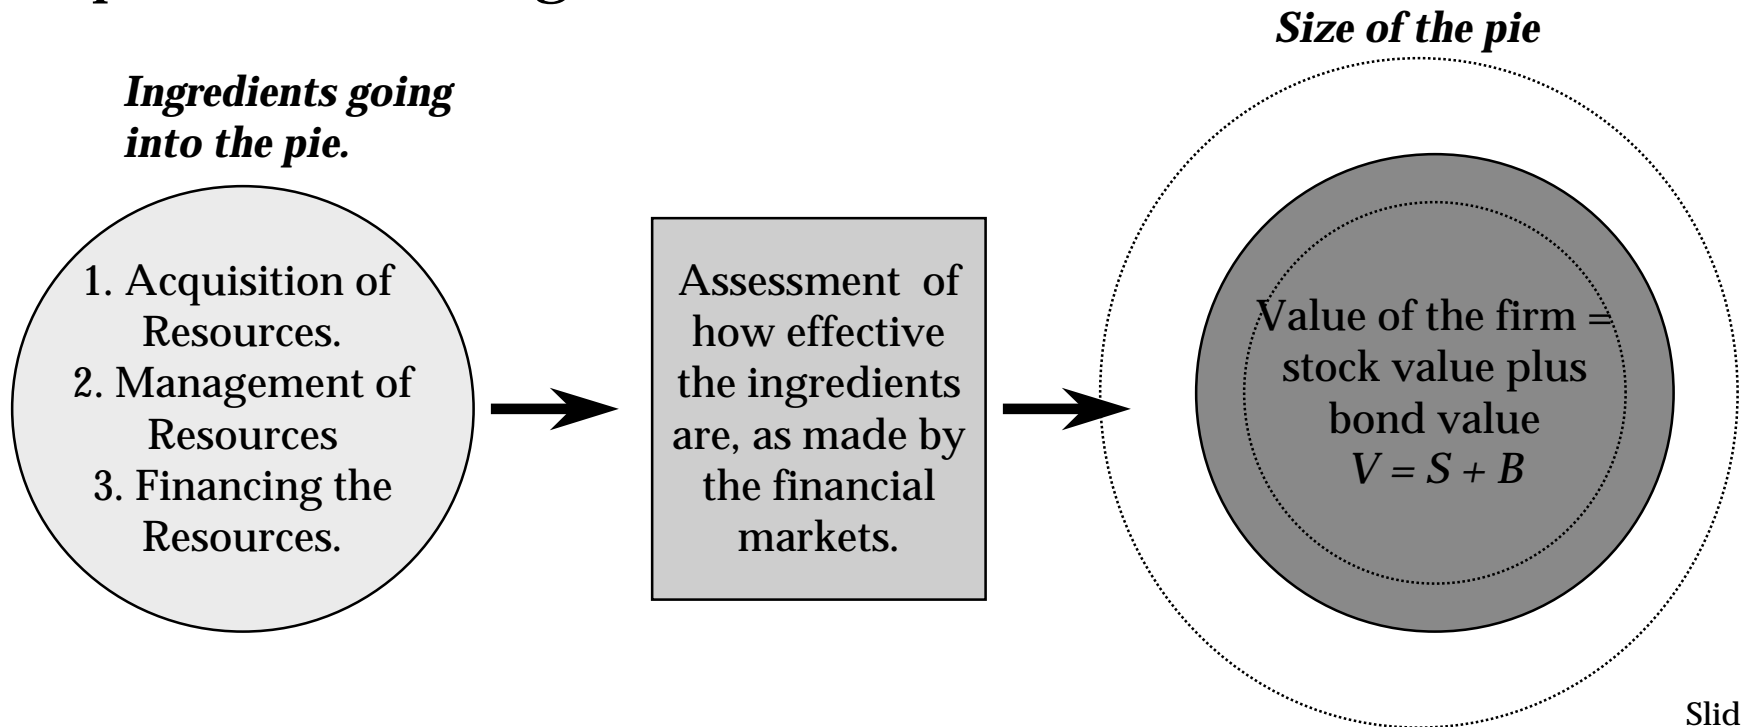 Size of the pie
Ingredients going
into the pie.
1. Acquisition of
Resources.
2. Management of
Resources
3. Financing the
Resources.
Assessment of
how effective
the ingredients
are, as made by
the financial
markets.
Value of the firm =
stock value plus
bond value
V = S + B
Slid